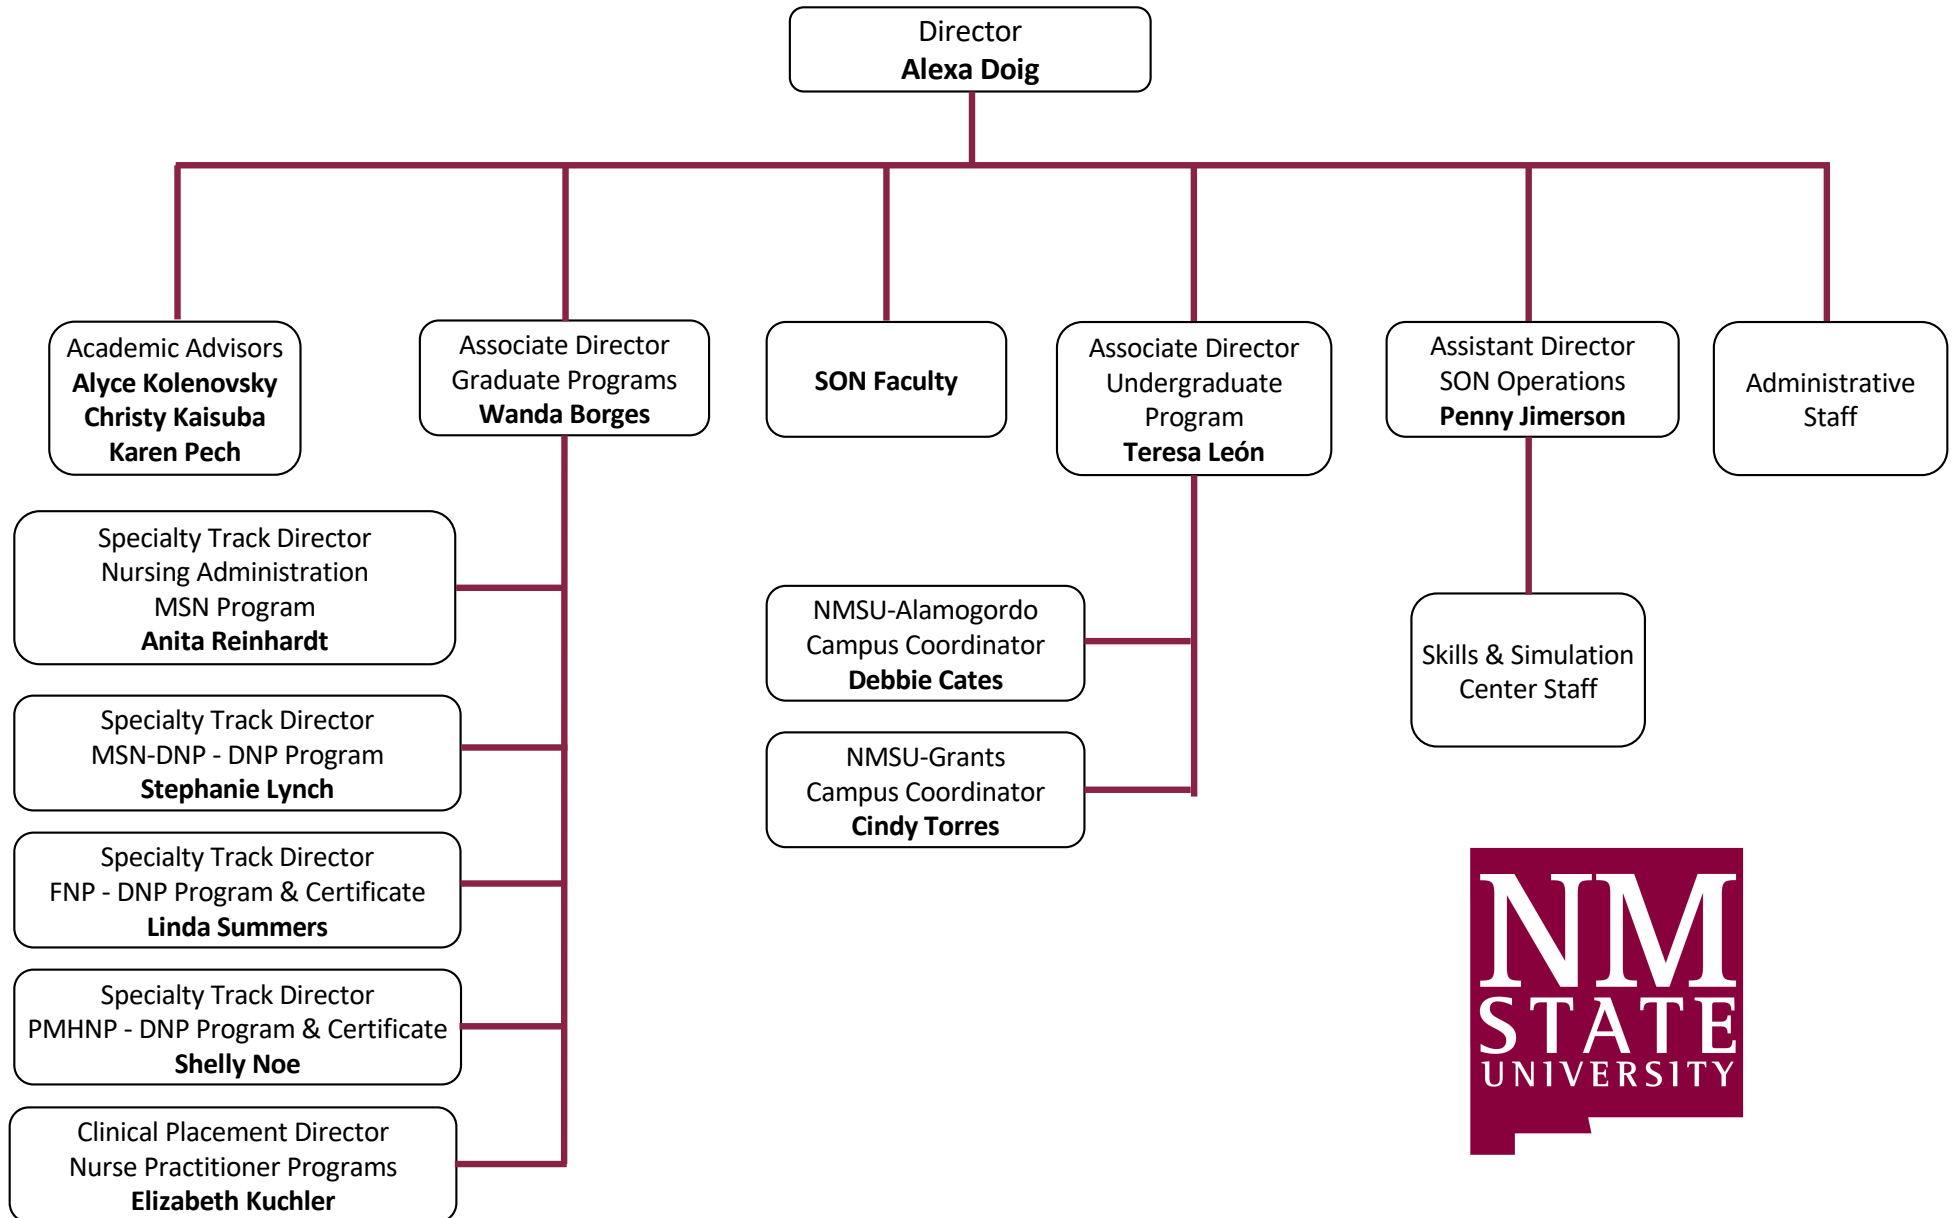 Director
Alexa Doig
Academic Advisors
Alyce Kolenovsky
Christy Kaisuba
Karen Pech
Associate Director
Graduate Programs
Wanda Borges
SON Faculty
Associate Director
Undergraduate
Program
Teresa León
Assistant Director
SON Operations
Penny Jimerson
Administrative
Staff
Specialty Track Director
Nursing Administration
MSN Program
Anita Reinhardt
Specialty Track Director
MSN-DNP - DNP Program
Stephanie Lynch
Specialty Track Director
FNP - DNP Program & Certificate
Linda Summers
Specialty Track Director
PMHNP - DNP Program & Certificate
Shelly Noe
Clinical Placement Director
Nurse Practitioner Programs
Elizabeth Kuchler
NMSU-Alamogordo
Campus Coordinator
Debbie Cates
NMSU-Grants
Campus Coordinator
Cindy Torres
Skills & Simulation
Center Staff
NM
STATE
UNIVERSITY